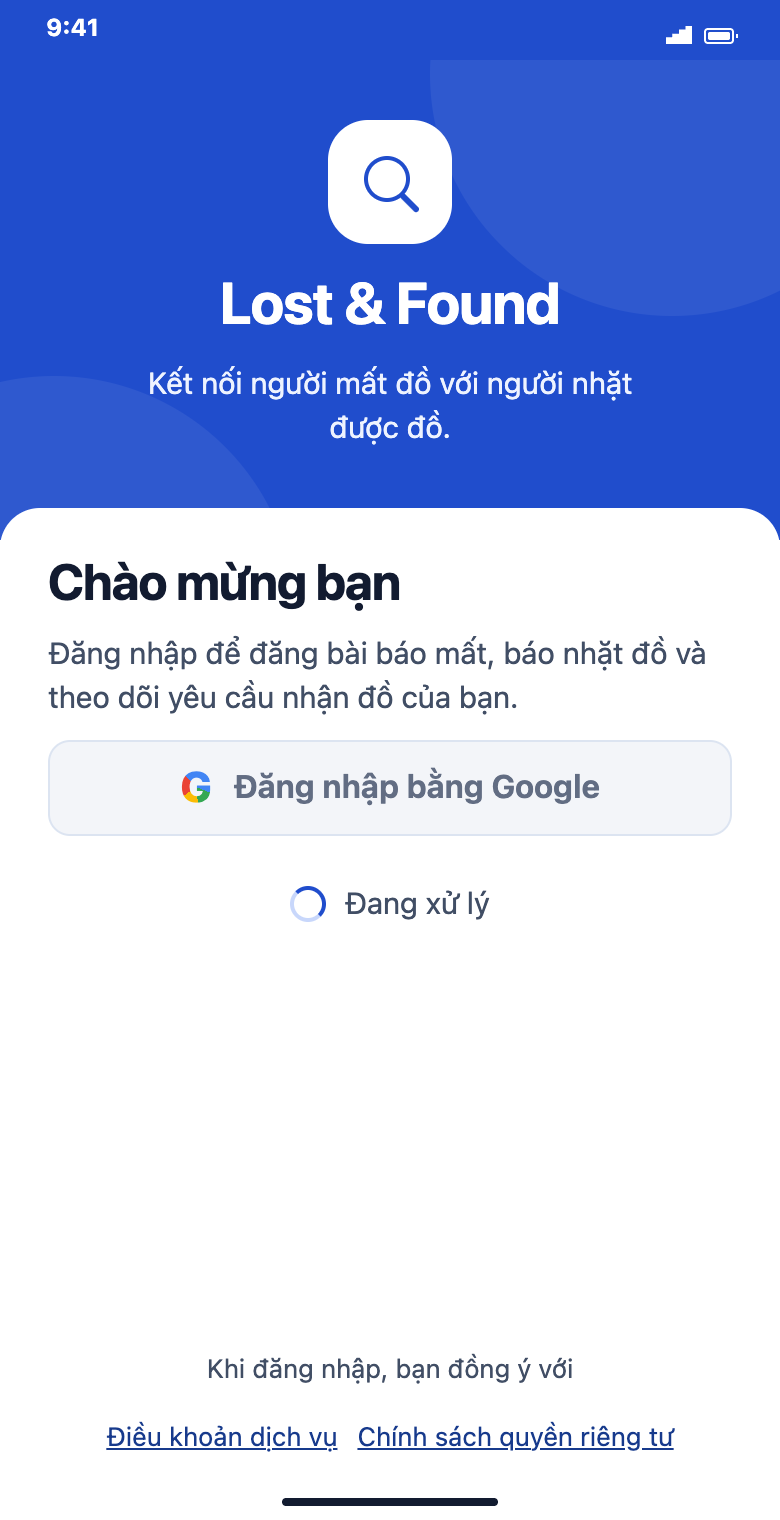 9:41
Lost & Found
Kết nối người mất đồ với người nhặt
được đồ.
Chào mừng bạn
Đăng nhập để đăng bài báo mất, báo nhặt đồ và
theo dõi yêu cầu nhận đồ của bạn.
Đăng nhập bằng Google
Đang xử lý
Khi đăng nhập, bạn đồng ý với
Điều khoản dịch vụ Chính sách quyền riêng tư